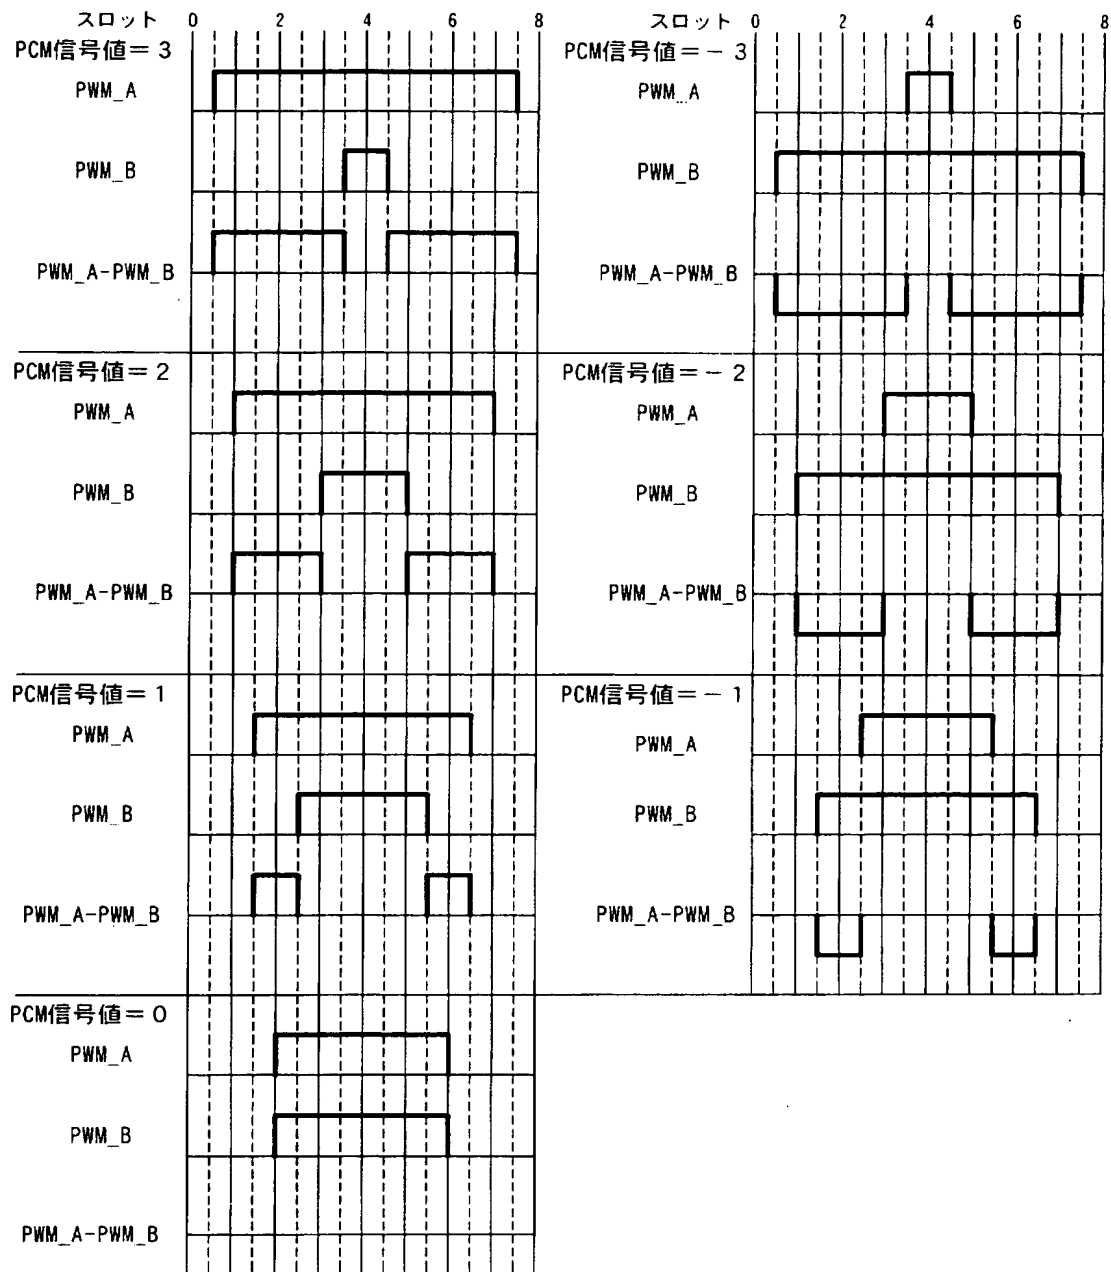 スロット 0 2 4 6 8
PCM信号値=3
PWM_A
PWM_B
PWM_A-PWM_B
PCM信号値=2
PWM_A
PWM_B
PWM_A-PWM_B
PCM信号値=1
PWM_A
PWM_B
PWM_A-PWM_B
PCM信号値=0
PWM_A
PWM_B
PWM_A-PWM_B
スロット 0 2 4 6 8
PCM信号値=-3
PWM_A
PWM_B
PWM_A-PWM_B
PCM信号値=-2
PWM_A
PWM_B
PWM_A-PWM_B
PCM信号値=-1
PWM_A
PWM_B
PWM_A-PWM_B